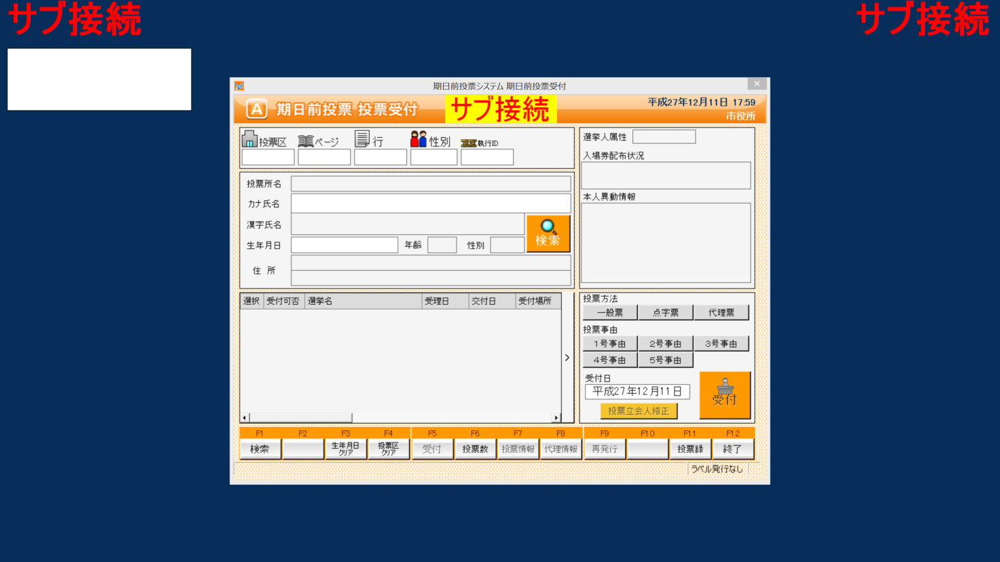 サブ接続
サブ接続
期日前投票システム 期日前投票受付
A 期日前投票 投票受付
サブ接続
平成27年12月11日 17:59
市役所
投票区 ページ 行 性別 執行ID
投票所名
カナ氏名
漢字氏名
生年月日 年齢 性別
検索
住 所
選挙人属性
入場券配布状況
本人異動情報
選択 受付可否 選挙名 受理日 交付日 受付場所
>
投票方法
一般票 点字票 代理票
投票事由
1号事由 2号事由 3号事由
4号事由 5号事由
受付日
平成27年12月11日
投票立会人修正
受付
F1 F2 F3 F4 F5 F6 F7 F8 F9 F10 F11 F12
検索 生年月日クリア 投票区クリア 受付 投票数 投票情報 代理情報 再発行 投票録 終了
ラベル発行なし